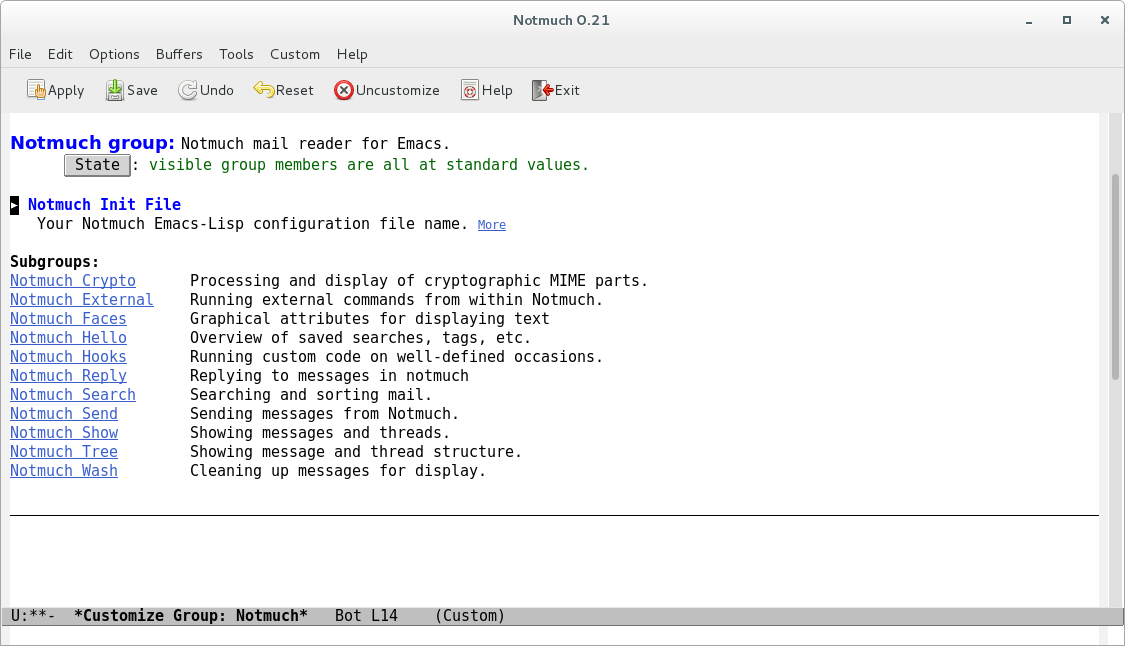 Notmuch 0.21
File Edit Options Buffers Tools Custom Help
Apply Save Undo Reset Uncustomize Help Exit
Notmuch group: Notmuch mail reader for Emacs.
State : visible group members are all at standard values.
Notmuch Init File
Your Notmuch Emacs-Lisp configuration file name. More
Subgroups:
Notmuch Crypto Processing and display of cryptographic MIME parts.
Notmuch External Running external commands from within Notmuch.
Notmuch Faces Graphical attributes for displaying text
Notmuch Hello Overview of saved searches, tags, etc.
Notmuch Hooks Running custom code on well-defined occasions.
Notmuch Reply Replying to messages in notmuch
Notmuch Search Searching and sorting mail.
Notmuch Send Sending messages from Notmuch.
Notmuch Show Showing messages and threads.
Notmuch Tree Showing message and thread structure.
Notmuch Wash Cleaning up messages for display.
U:**- *Customize Group: Notmuch* Bot L14 (Custom)